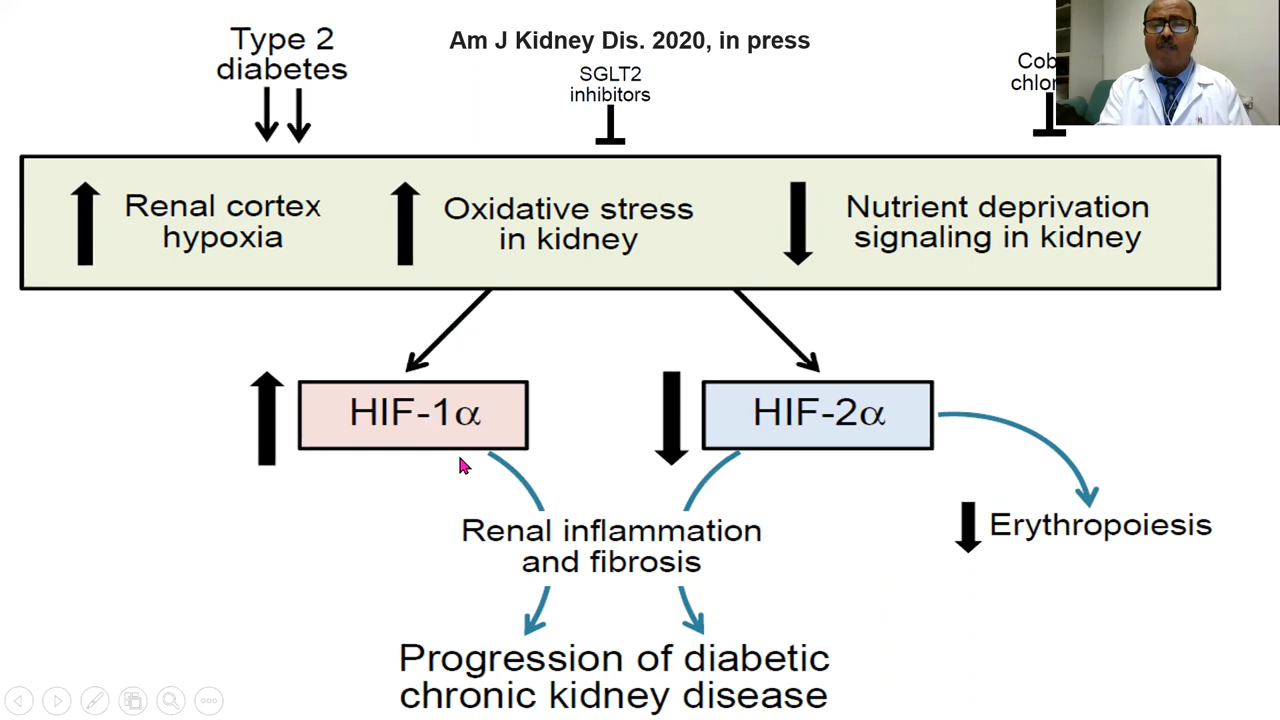 Type 2
diabetes
Am J Kidney Dis. 2020, in press
SGLT2
inhibitors
Renal cortex
hypoxia
Oxidative stress
in kidney
Nutrient deprivation
signaling in kidney
HIF-1α
HIF-2α
Renal inflammation
and fibrosis
Erythropoiesis
Progression of diabetic
chronic kidney disease